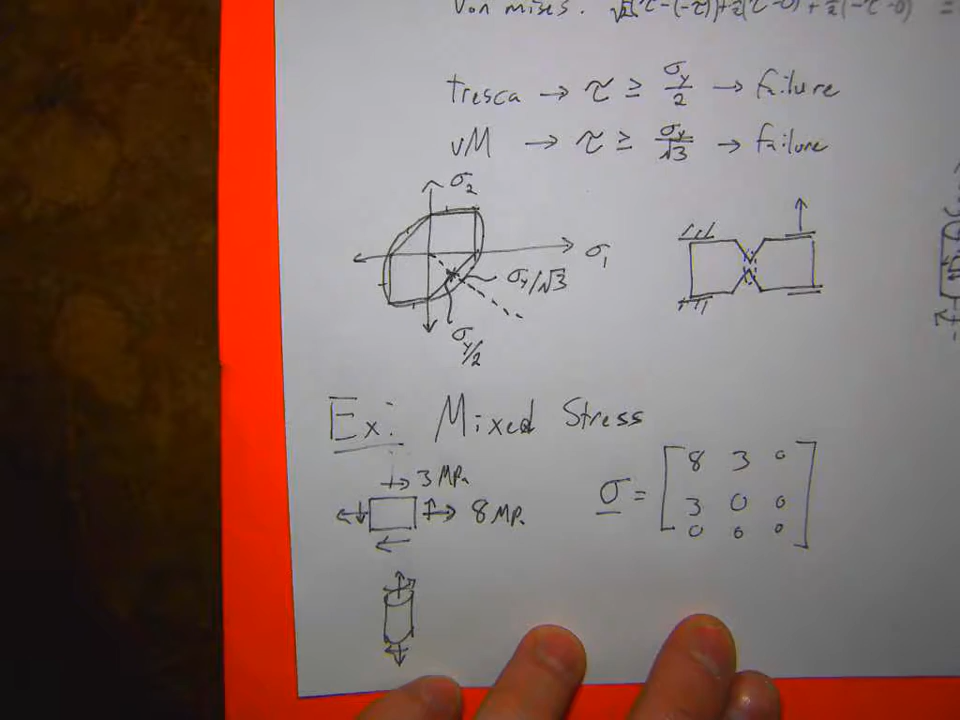 Von mises.
tresca → τ ≥ σy/2 → failure
vM → τ ≥ σy/√3 → failure
σ2
σ1
σy/√3
σy/2
Ex: Mixed Stress
3 MPa
8 MPa
σ = [8 3 0
3 0 0
0 0 0]